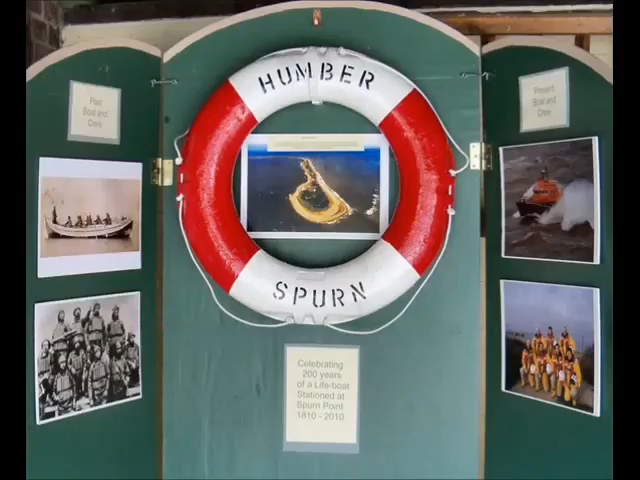 HUMBER
SPURN
Past
Boat and
Crew
Present
Boat and
Crew
Celebrating
200 years
of a Life-boat
Stationed at
Spurn Point
1810 - 2010